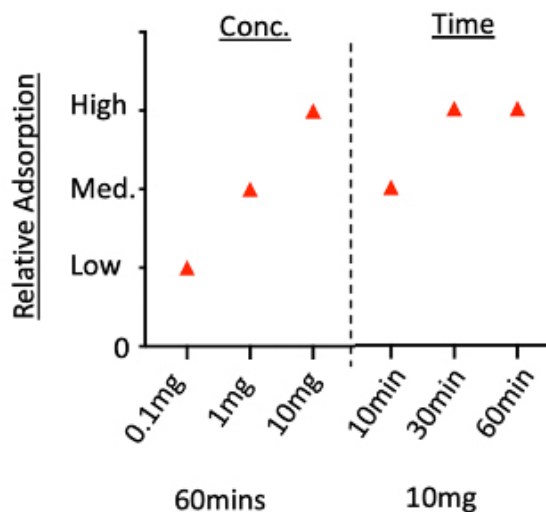 Conc.
Time
Relative Adsorption
High
Med.
Low
0
0.1mg
1mg
10mg
10min
30min
60min
60mins
10mg